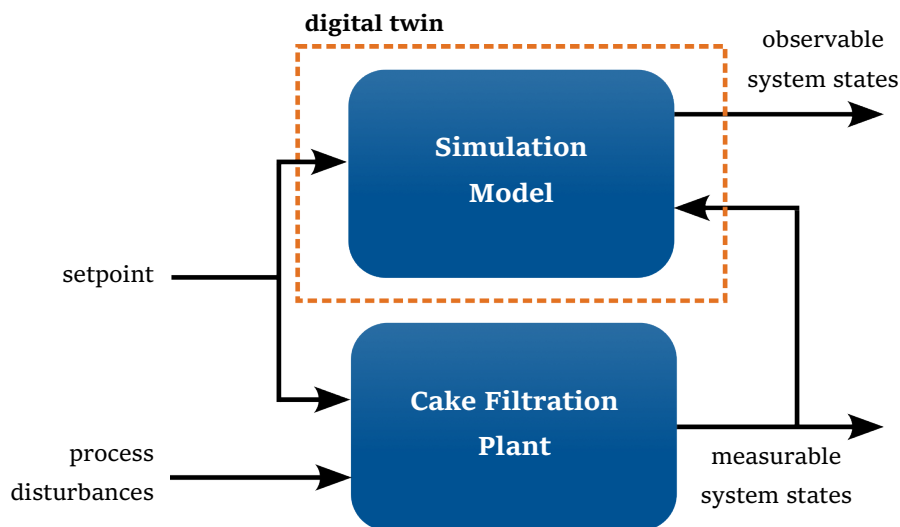 digital twin
observable
system states
Simulation
Model
setpoint
Cake Filtration
Plant
process
disturbances
measurable
system states